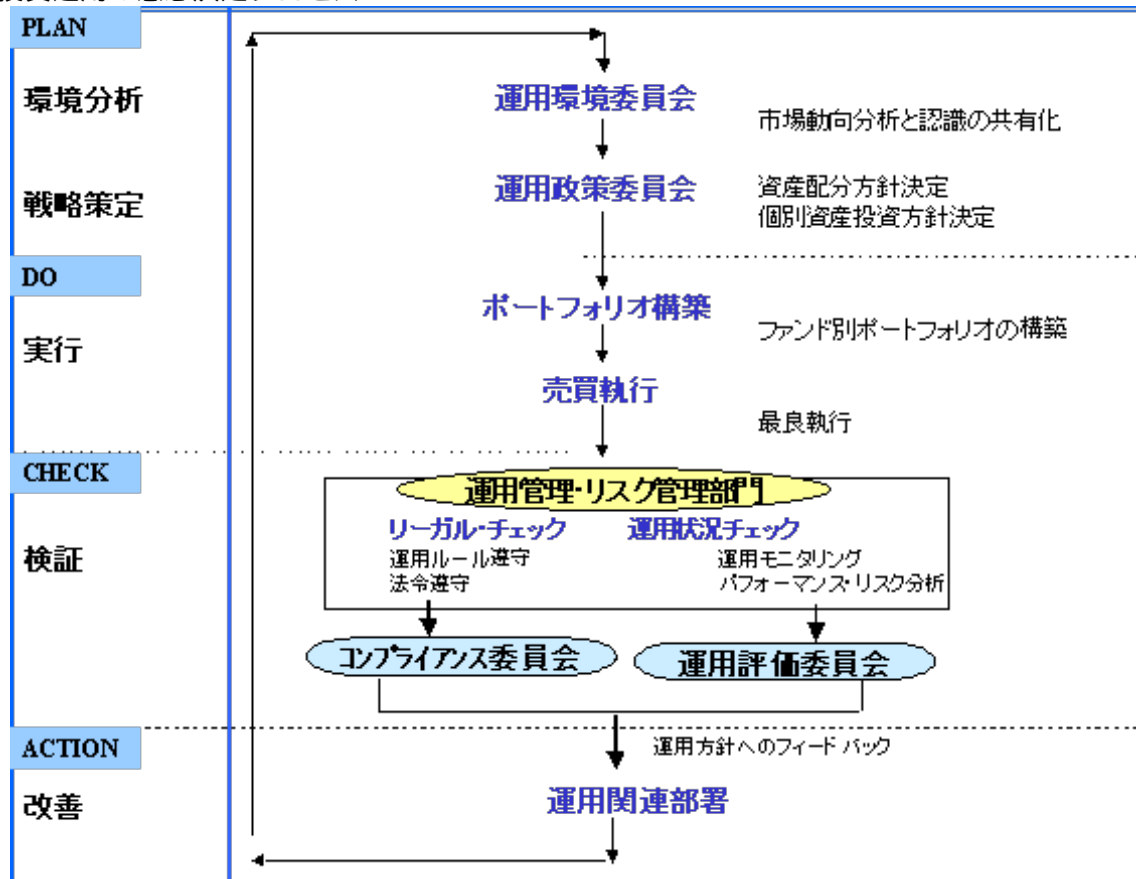 PLAN
環境分析
運用環境委員会
市場動向分析と認識の共有化
戦略策定
運用政策委員会
資産配分方針決定
個別資産投資方針決定
DO
ポートフォリオ構築
ファンド別ポートフォリオの構築
実行
売買執行
最良執行
CHECK
運用管理・リスク管理部門
リーガル・チェック
運用状況チェック
検証
運用ルール遵守
法令遵守
運用モニタリング
パフォーマンス・リスク分析
コンプライアンス委員会
運用評価委員会
ACTION
運用方針へのフィードバック
改善
運用関連部署